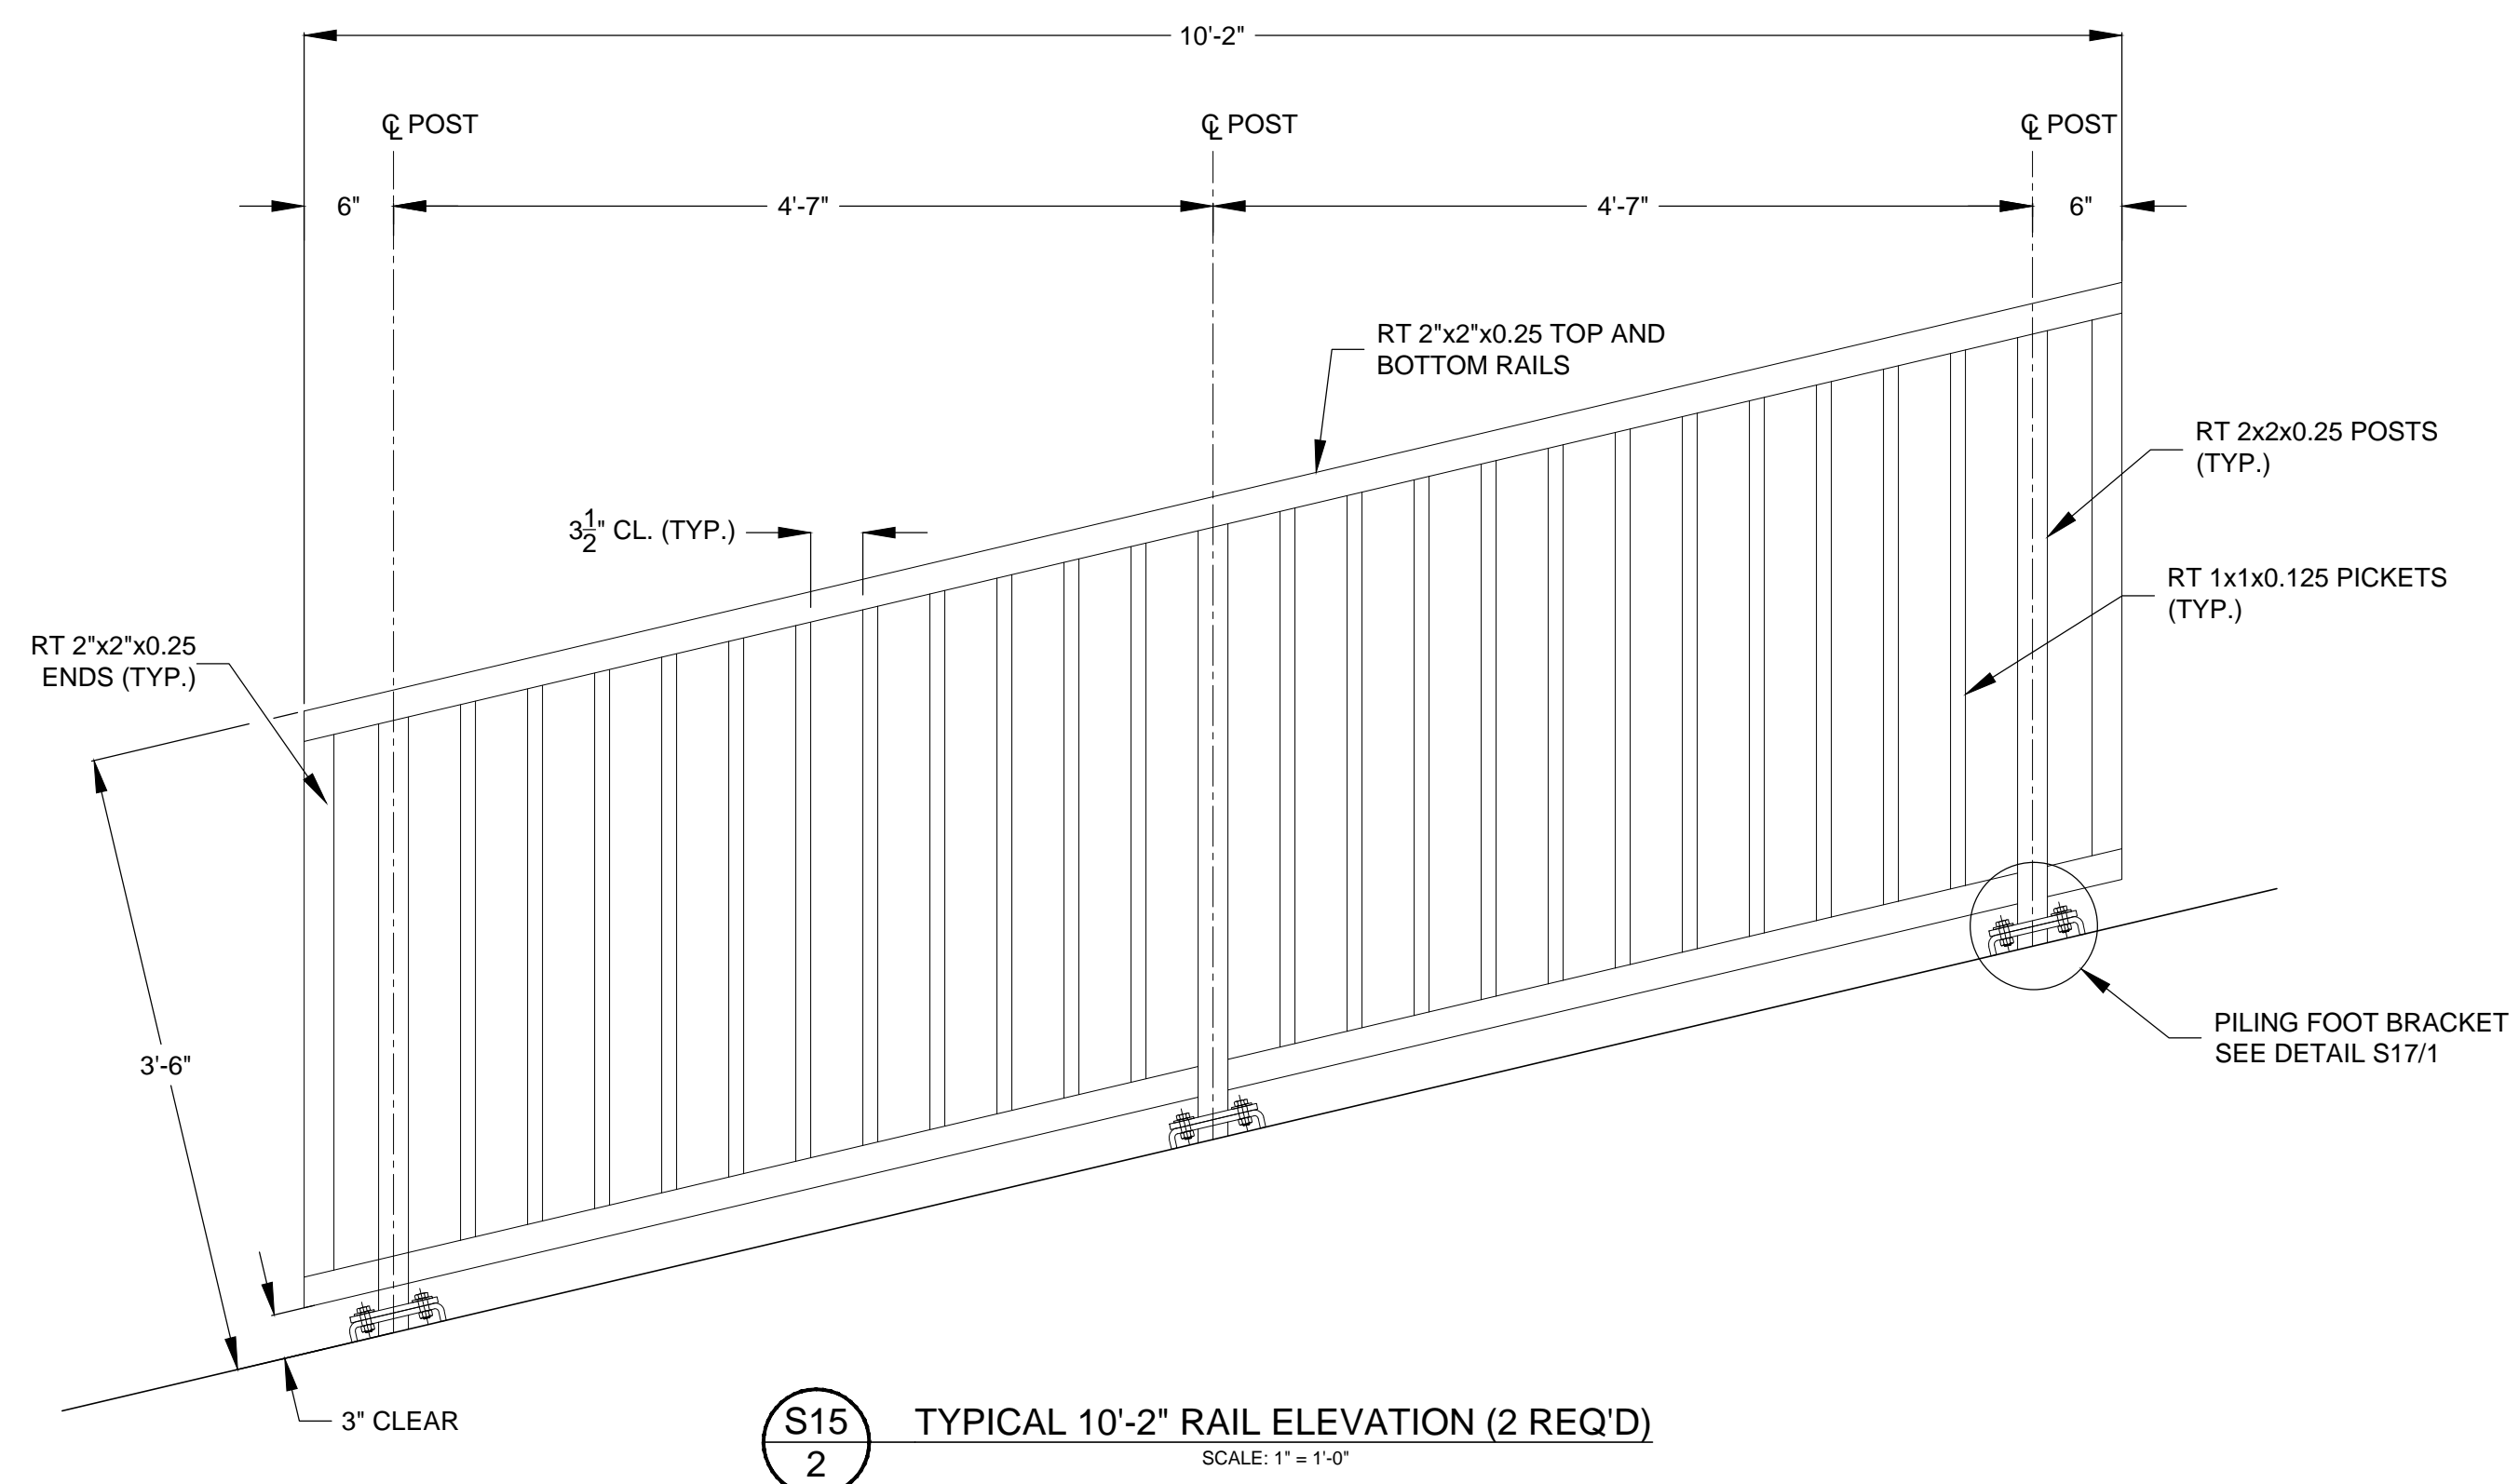 10'-2"
℄ POST
℄ POST
℄ POST
6"
4'-7"
4'-7"
6"
RT 2"x2"x0.25 TOP AND
BOTTOM RAILS
RT 2x2x0.25 POSTS
(TYP.)
3 1/2" CL. (TYP.)
RT 1x1x0.125 PICKETS
(TYP.)
RT 2"x2"x0.25
ENDS (TYP.)
3'-6"
PILING FOOT BRACKET
SEE DETAIL S17/1
3" CLEAR
S15
2
TYPICAL 10'-2" RAIL ELEVATION (2 REQ'D)
SCALE: 1" = 1'-0"